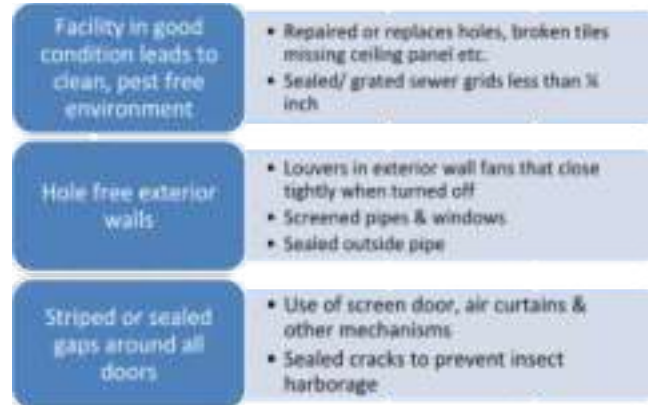 Facility in good
condition leads to
clean, pest free
environment
• Repaired or replaces holes, broken tiles
missing ceiling panel etc.
• Sealed/ grated sewer grids less than ¼
inch
Hole free exterior
walls
• Louvers in exterior wall fans that close
tightly when turned off
• Screened pipes & windows
• Sealed outside pipe
Striped or sealed
gaps around all
doors
• Use of screen door, air curtains &
other mechanisms
• Sealed cracks to prevent insect
harborage